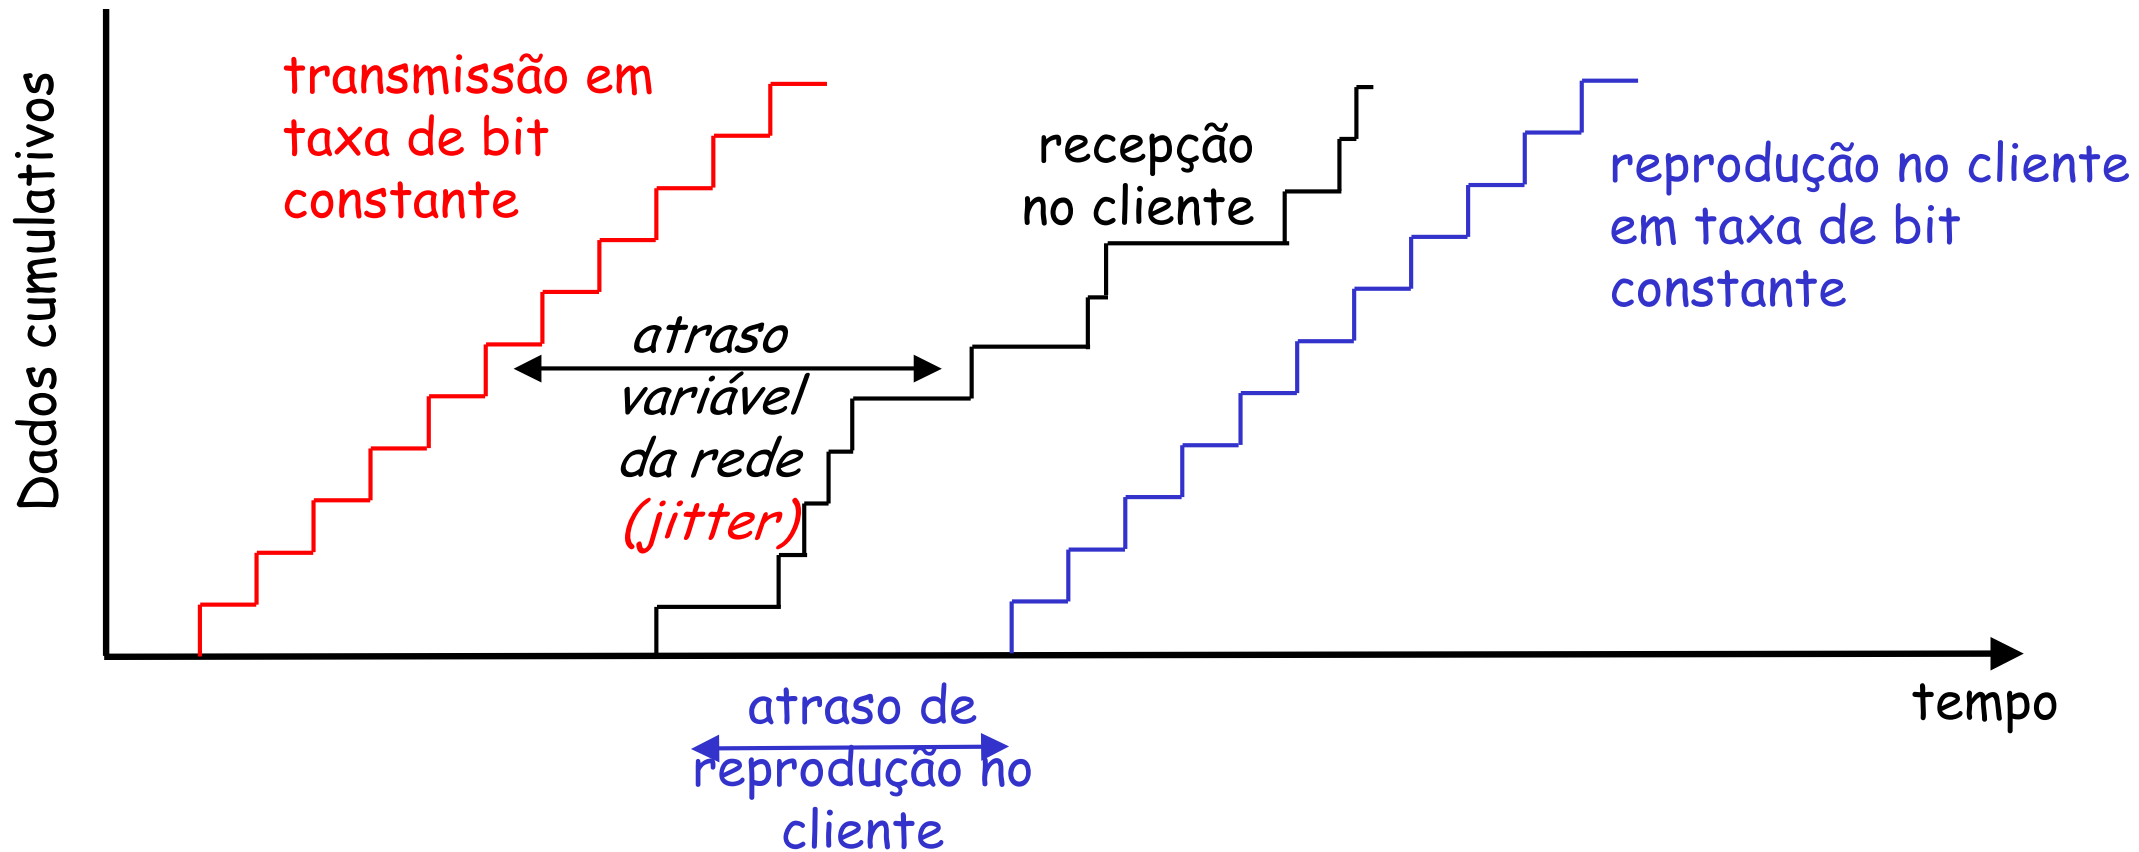 Dados cumulativos
transmissão em
taxa de bit
constante
atraso
variável
da rede
(jitter)
recepção
no cliente
reprodução no cliente
em taxa de bit
constante
tempo
atraso de
reprodução no
cliente